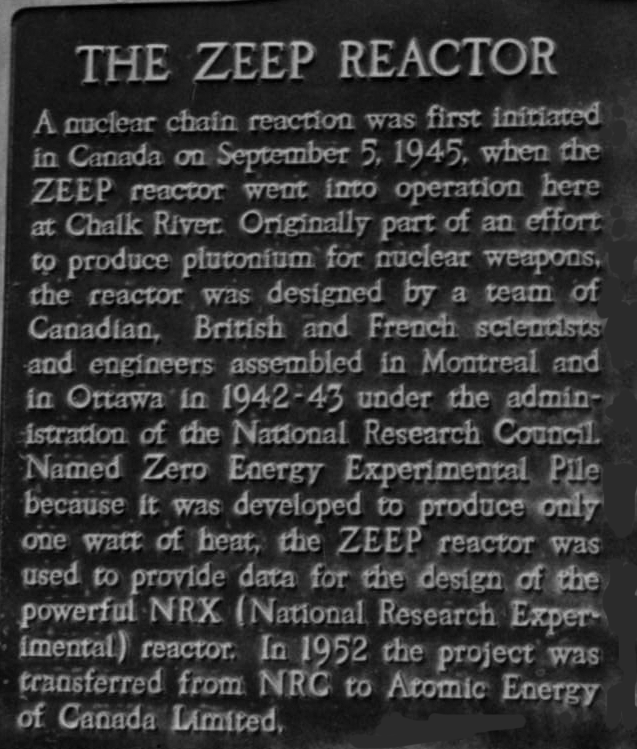 THE ZEEP REACTOR
A nuclear chain reaction was first initiated
in Canada on September 5, 1945, when the
ZEEP reactor went into operation here
at Chalk River. Originally part of an effort
to produce plutonium for nuclear weapons,
the reactor was designed by a team of
Canadian, British and French scientists
and engineers assembled in Montreal and
in Ottawa in 1942-43 under the admin-
istration of the National Research Council.
Named Zero Energy Experimental Pile
because it was developed to produce only
one watt of heat, the ZEEP reactor was
used to provide data for the design of the
powerful NRX (National Research Exper-
imental) reactor. In 1952 the project was
transferred from NRC to Atomic Energy
of Canada Limited.